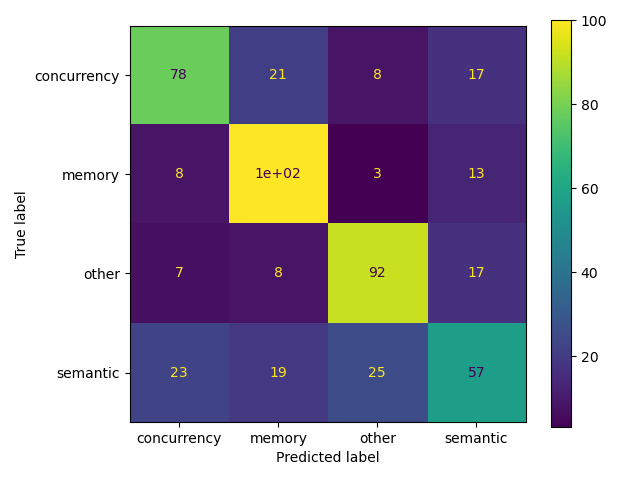 concurrency 78 21 8 17
memory 8 1e+02 3 13
other 7 8 92 17
semantic 23 19 25 57
concurrency memory other semantic
Predicted label
True label
100
80
60
40
20